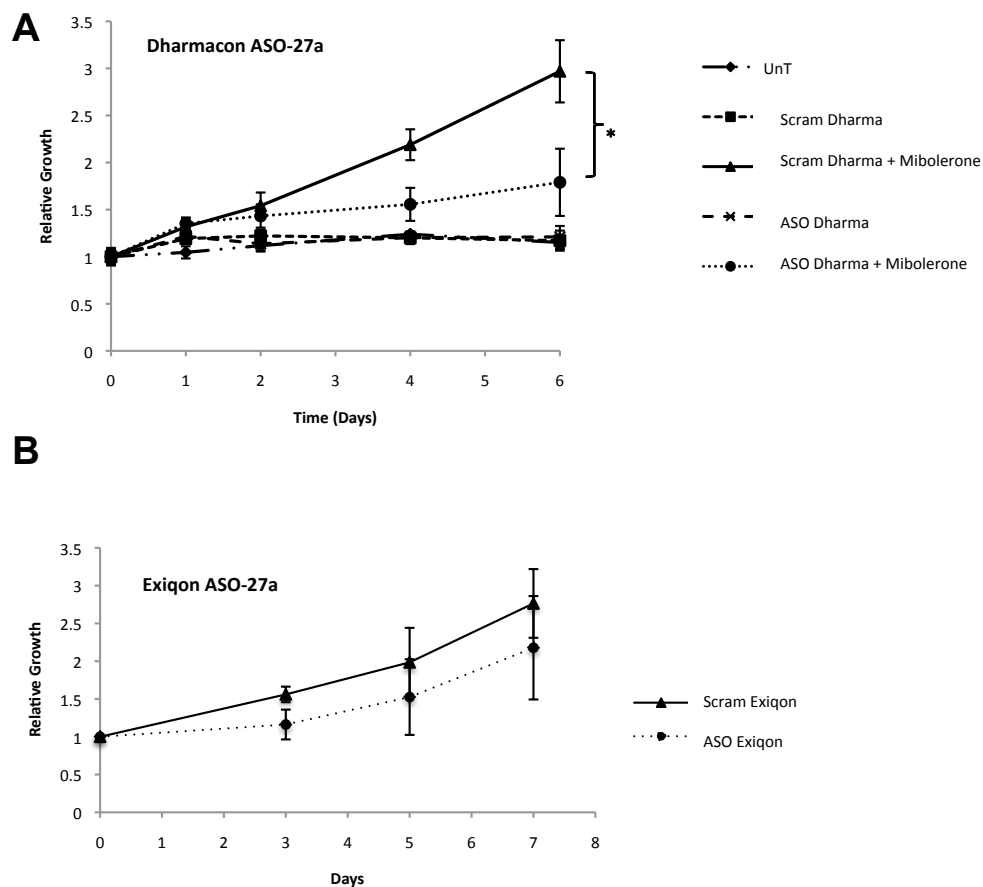 A
Dharmacon ASO-27a
3.5
3
2.5
2
1.5
1
0.5
0
Relative Growth
0 1 2 3 4 5 6
Time (Days)
*
UnT
Scram Dharma
Scram Dharma + Mibolerone
ASO Dharma
ASO Dharma + Mibolerone
B
Exiqon ASO-27a
3.5
3
2.5
2
1.5
1
0.5
0
Relative Growth
0 1 2 3 4 5 6 7 8
Days
Scram Exiqon
ASO Exiqon